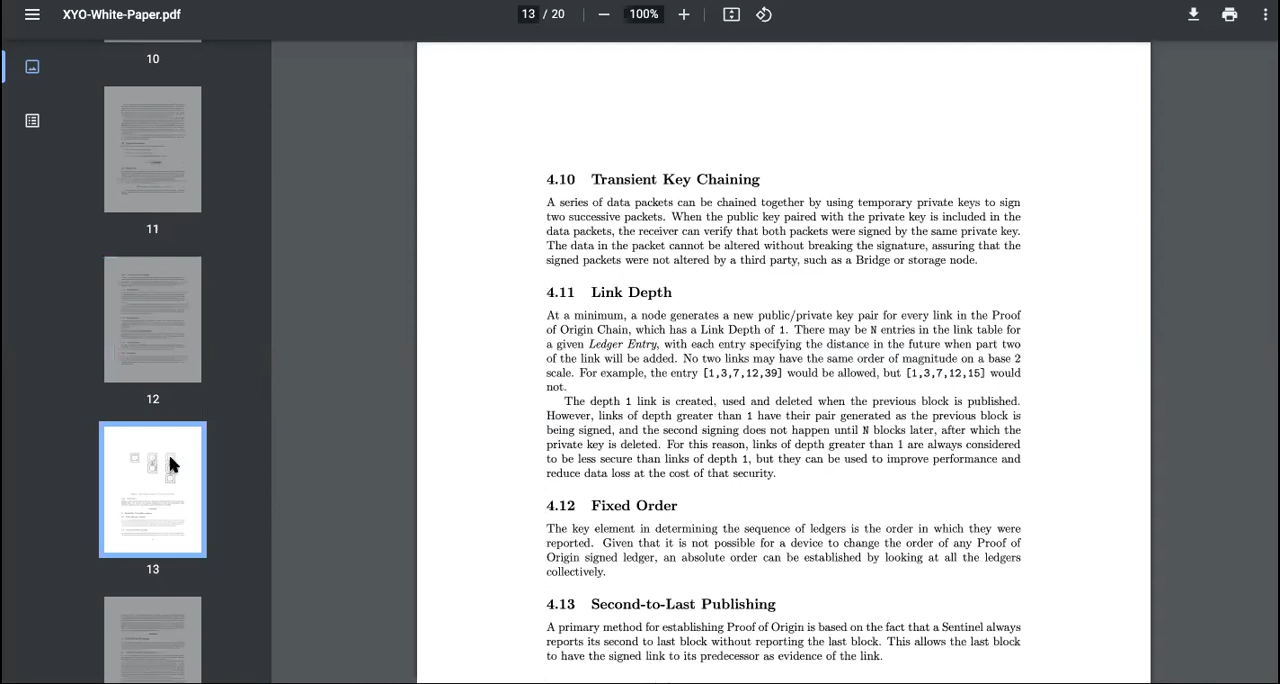 XYO-White-Paper.pdf
13 / 20
100%
10
11
12
13
4.10 Transient Key Chaining
A series of data packets can be chained together by using temporary private keys to sign
two successive packets. When the public key paired with the private key is included in the
data packets, the receiver can verify that both packets were signed by the same private key.
The data in the packet cannot be altered without breaking the signature, assuring that the
signed packets were not altered by a third party, such as a Bridge or storage node.
4.11 Link Depth
At a minimum, a node generates a new public/private key pair for every link in the Proof
of Origin Chain, which has a Link Depth of 1. There may be N entries in the link table for
a given Ledger Entry, with each entry specifying the distance in the future when part two
of the link will be added. No two links may have the same order of magnitude on a base 2
scale. For example, the entry [1,3,7,12,39] would be allowed, but [1,3,7,12,15] would
not.
The depth 1 link is created, used and deleted when the previous block is published.
However, links of depth greater than 1 have their pair generated as the previous block is
being signed, and the second signing does not happen until N blocks later, after which the
private key is deleted. For this reason, links of depth greater than 1 are always considered
to be less secure than links of depth 1, but they can be used to improve performance and
reduce data loss at the cost of that security.
4.12 Fixed Order
The key element in determining the sequence of ledgers is the order in which they were
reported. Given that it is not possible for a device to change the order of any Proof of
Origin signed ledger, an absolute order can be established by looking at all the ledgers
collectively.
4.13 Second-to-Last Publishing
A primary method for establishing Proof of Origin is based on the fact that a Sentinel always
reports its second to last block without reporting the last block. This allows the last block
to have the signed link to its predecessor as evidence of the link.